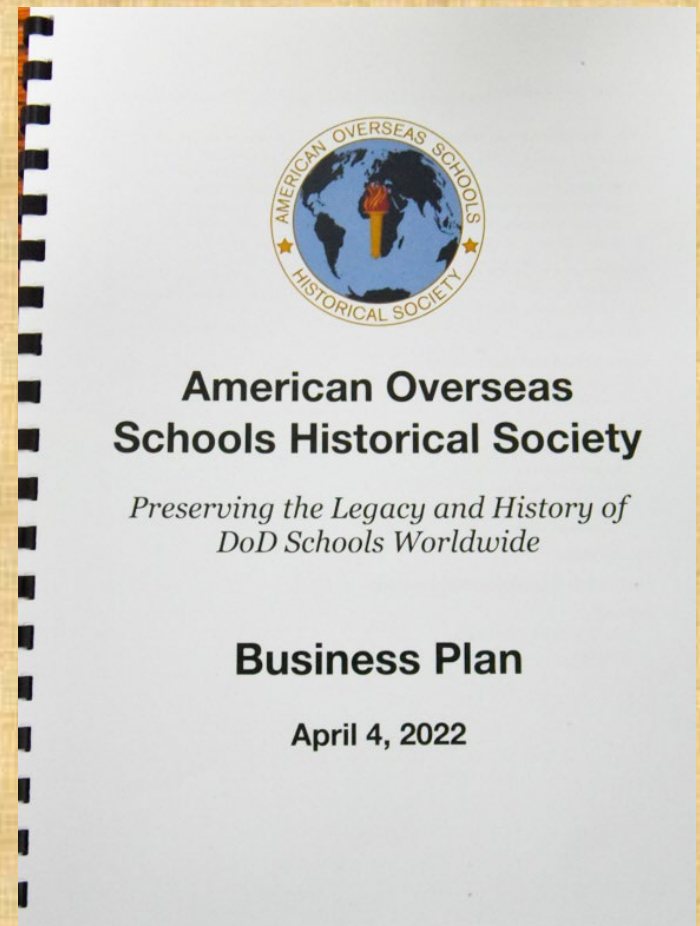 AMERICAN OVERSEAS SCHOOLS
HISTORICAL SOCIETY
American Overseas
Schools Historical Society
Preserving the Legacy and History of
DoD Schools Worldwide
Business Plan
April 4, 2022